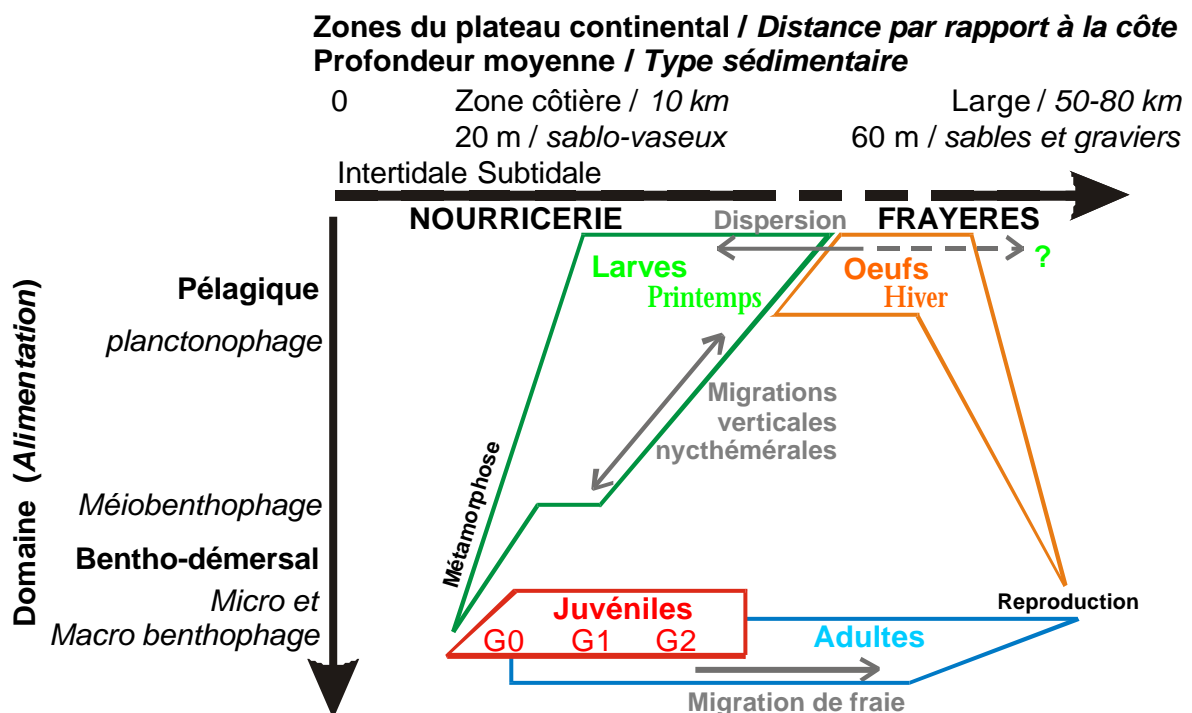 Zones du plateau continental / Distance par rapport à la côte
Profondeur moyenne / Type sédimentaire
0 Zone côtière / 10 km Large / 50-80 km
20 m / sablo-vaseux 60 m / sables et graviers
Intertidale Subtidale
NOURRICERIE Dispersion FRAYERES
Larves Oeufs ?
Printemps Hiver
Pélagique
planctonophage
Migrations
verticales
nycthémérales
Métamorphose
Domaine (Alimentation)
Méiobenthophage
Bentho-démersal
Micro et
Macro benthophage
Reproduction
Juvéniles
G0 G1 G2
Adultes
Migration de fraie